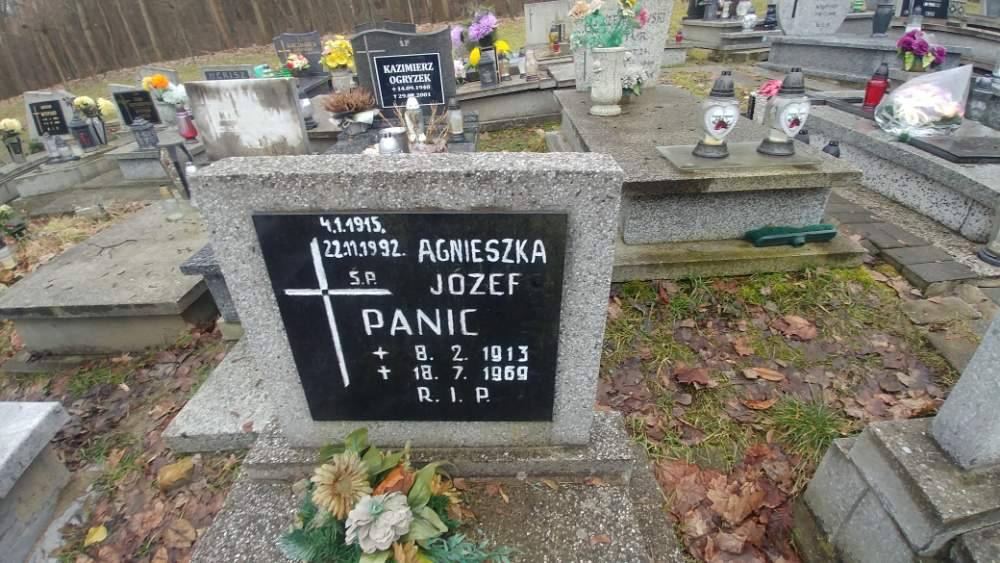 4.1.1915.
22.11.1992. AGNIESZKA
Ś.P. JÓZEF
PANIC
+ 8. 2. 1913
+ 18. 7. 1969
R. I. P.
Ś.P.
KAZIMIERZ
OGRYZEK